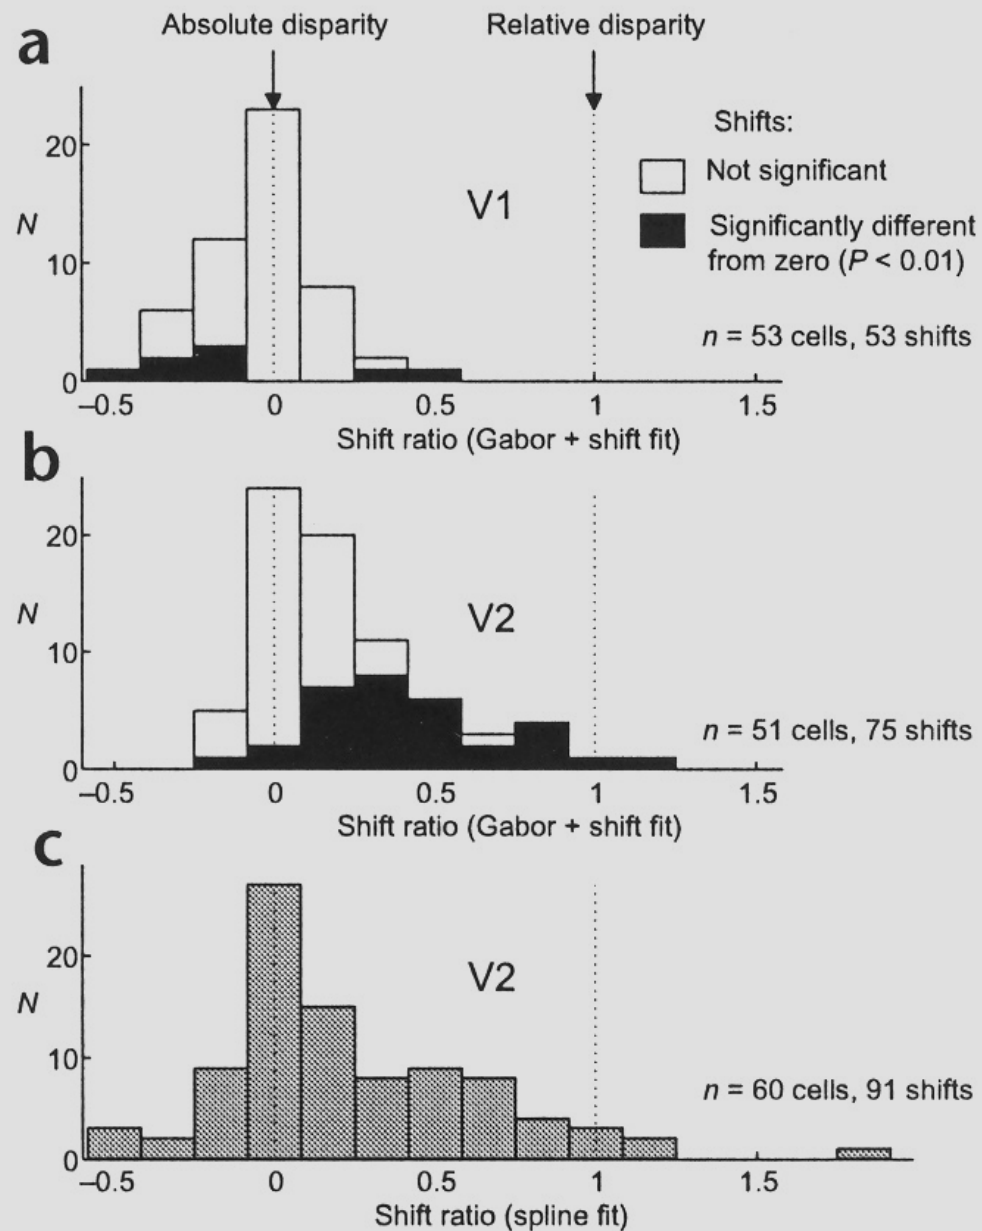 a
Absolute disparity
Relative disparity
Shifts:
Not significant
Significantly different
from zero (P < 0.01)
20
V1
N
10
n = 53 cells, 53 shifts
0
–0.5
0
0.5
1
1.5
Shift ratio (Gabor + shift fit)
b
20
V2
N
10
n = 51 cells, 75 shifts
0
–0.5
0
0.5
1
1.5
Shift ratio (Gabor + shift fit)
c
20
V2
N
10
n = 60 cells, 91 shifts
0
–0.5
0
0.5
1
1.5
Shift ratio (spline fit)